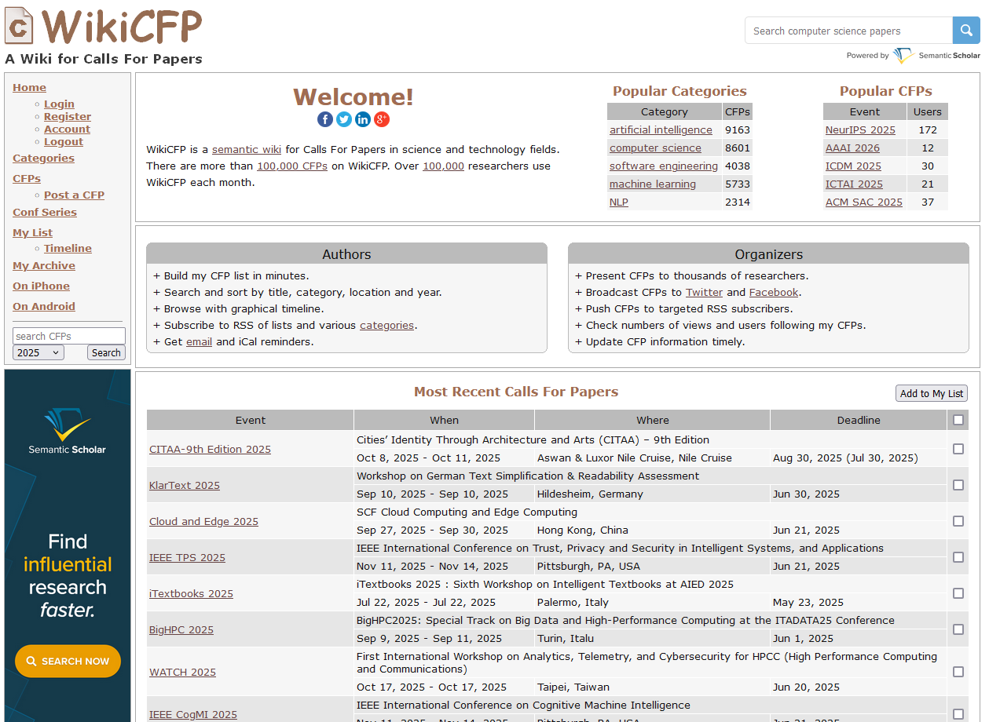 C WikiCFP
A Wiki for Calls For Papers
Search computer science papers
Powered by Semantic Scholar
Home
Login
Register
Account
Logout
Categories
CFPs
Post a CFP
Conf Series
My List
Timeline
My Archive
On iPhone
On Android
search CFPs
2025 Search
Semantic Scholar
Find
influential
research
faster.
SEARCH NOW
Welcome!
WikiCFP is a semantic wiki for Calls For Papers in science and technology fields.
There are more than 100,000 CFPs on WikiCFP. Over 100,000 researchers use
WikiCFP each month.
Popular Categories
Category CFPs
artificial intelligence 9163
computer science 8601
software engineering 4038
machine learning 5733
NLP 2314
Popular CFPs
Event Users
NeurIPS 2025 172
AAAI 2026 12
ICDM 2025 30
ICTAI 2025 21
ACM SAC 2025 37
Authors
+ Build my CFP list in minutes.
+ Search and sort by title, category, location and year.
+ Browse with graphical timeline.
+ Subscribe to RSS of lists and various categories.
+ Get email and iCal reminders.
Organizers
+ Present CFPs to thousands of researchers.
+ Broadcast CFPs to Twitter and Facebook.
+ Push CFPs to targeted RSS subscribers.
+ Check numbers of views and users following my CFPs.
+ Update CFP information timely.
Most Recent Calls For Papers
Add to My List
Event When Where Deadline
CITAA-9th Edition 2025
Cities’ Identity Through Architecture and Arts (CITAA) – 9th Edition
Oct 8, 2025 - Oct 11, 2025 Aswan & Luxor Nile Cruise, Nile Cruise Aug 30, 2025 (Jul 30, 2025)
KlarText 2025
Workshop on German Text Simplification & Readability Assessment
Sep 10, 2025 - Sep 10, 2025 Hildesheim, Germany Jun 30, 2025
Cloud and Edge 2025
SCF Cloud Computing and Edge Computing
Sep 27, 2025 - Sep 30, 2025 Hong Kong, China Jun 21, 2025
IEEE TPS 2025
IEEE International Conference on Trust, Privacy and Security in Intelligent Systems, and Applications
Nov 11, 2025 - Nov 14, 2025 Pittsburgh, PA, USA Jun 21, 2025
iTextbooks 2025
iTextbooks 2025 : Sixth Workshop on Intelligent Textbooks at AIED 2025
Jul 22, 2025 - Jul 22, 2025 Palermo, Italy May 23, 2025
BigHPC 2025
BigHPC2025: Special Track on Big Data and High-Performance Computing at the ITADATA25 Conference
Sep 9, 2025 - Sep 11, 2025 Turin, Italu Jun 1, 2025
WATCH 2025
First International Workshop on Analytics, Telemetry, and Cybersecurity for HPCC (High Performance Computing
and Communications)
Oct 17, 2025 - Oct 17, 2025 Taipei, Taiwan Jun 20, 2025
IEEE CogMI 2025
IEEE International Conference on Cognitive Machine Intelligence
Nov 11, 2025 - Nov 14, 2025 Pittsburgh, PA, USA Jun 21, 2025